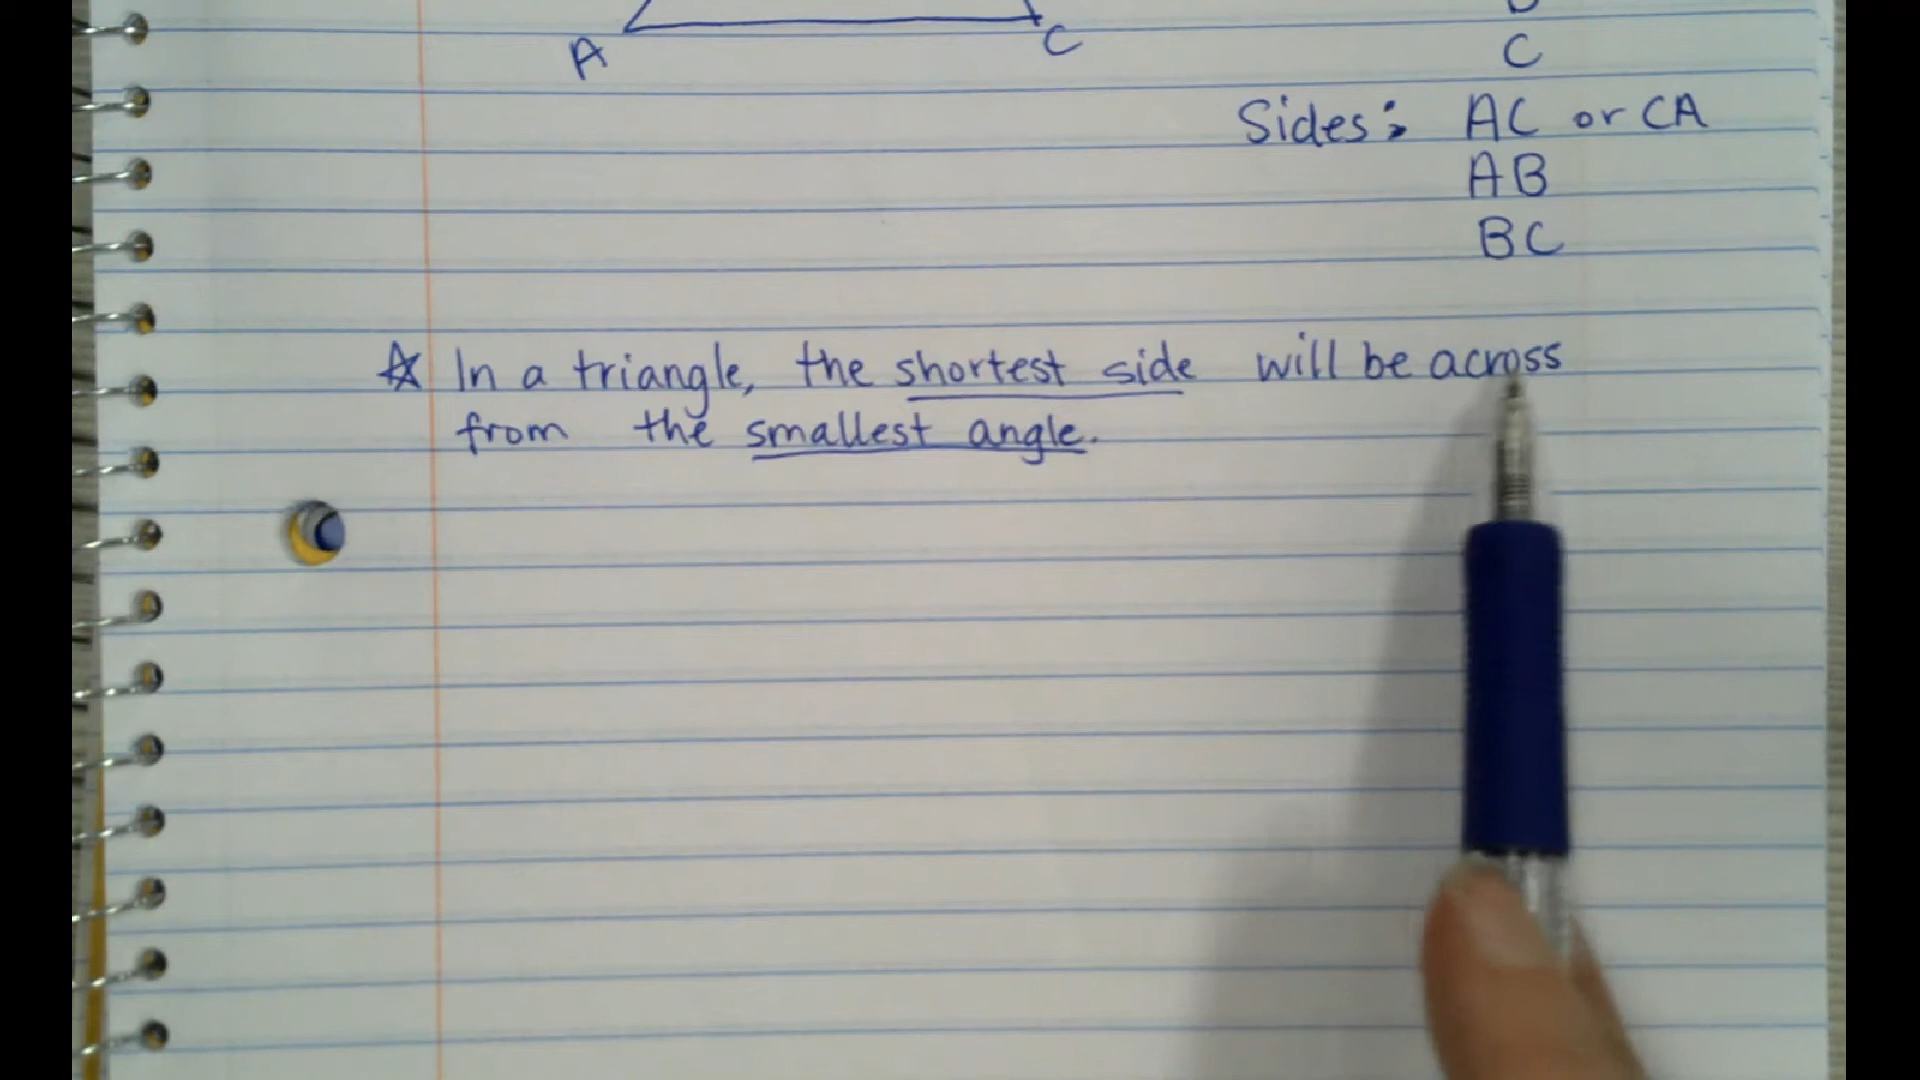 A
C
C
Sides: AC or CA
AB
BC
☆ In a triangle, the shortest side will be across
from the smallest angle.